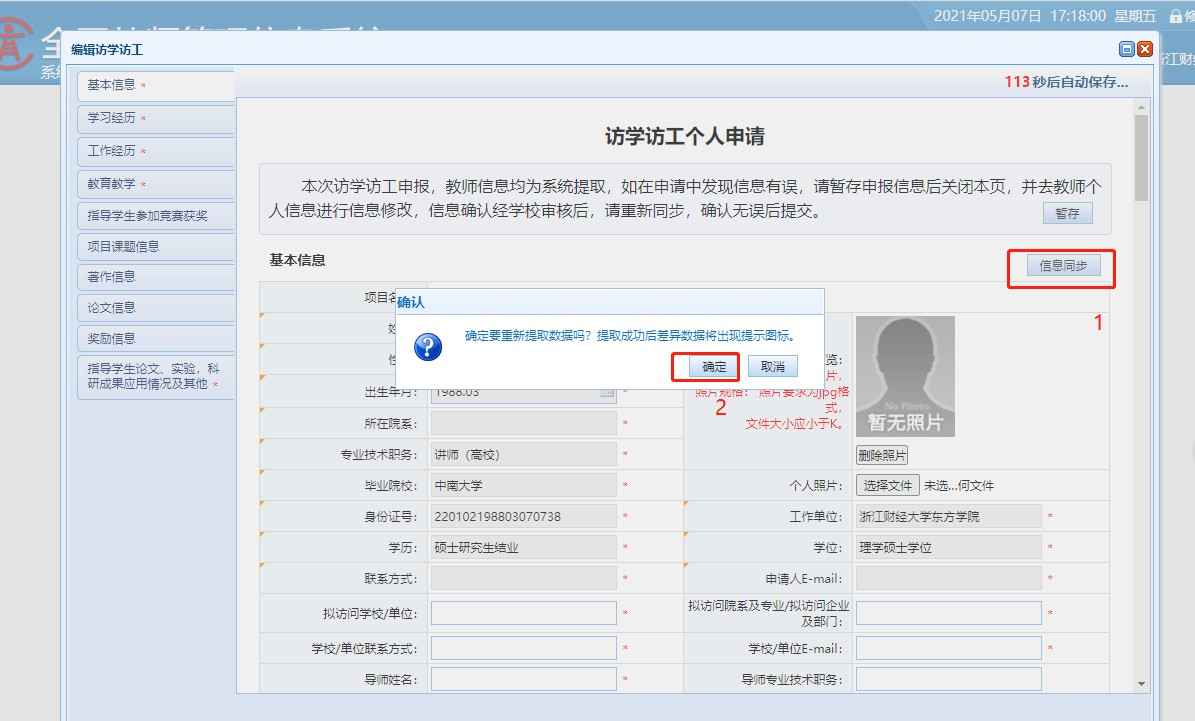 2021年05月07日 17:18:00 星期五
编辑访学访工
113 秒后自动保存...
基本信息 *
学习经历 *
工作经历 *
教育教学 *
指导学生参加竞赛获奖
项目课题信息
著作信息
论文信息
奖励信息
指导学生论文、实验，科
研成果应用情况及其他 *
访学访工个人申请
本次访学访工申报，教师信息均为系统提取，如在申请中发现信息有误，请暂存申报信息后关闭本页，并去教师个
人信息进行信息修改，信息确认经学校审核后，请重新同步，确认无误后提交。
暂存
基本信息
信息同步
1
确认
确定要重新提取数据吗？提取成功后差异数据将出现提示图标。
确定
取消
2
项目名
出生年月：
1988.03 *
照片规格： 照片要求为jpg格
式，
文件大小应小于K。
No Photo
暂无照片
删除照片
所在院系： *
专业技术职务： 讲师（高校） *
毕业院校： 中南大学 *
个人照片： 选择文件 未选...何文件
身份证号： 220102198803070738 *
工作单位： 浙江财经大学东方学院 *
学历： 硕士研究生结业 *
学位： 理学硕士学位 *
联系方式： *
申请人E-mail： *
拟访问学校/单位： *
拟访问院系及专业/拟访问企业
及部门： *
学校/单位联系方式： *
学校/单位E-mail： *
导师姓名： *
导师专业技术职务：